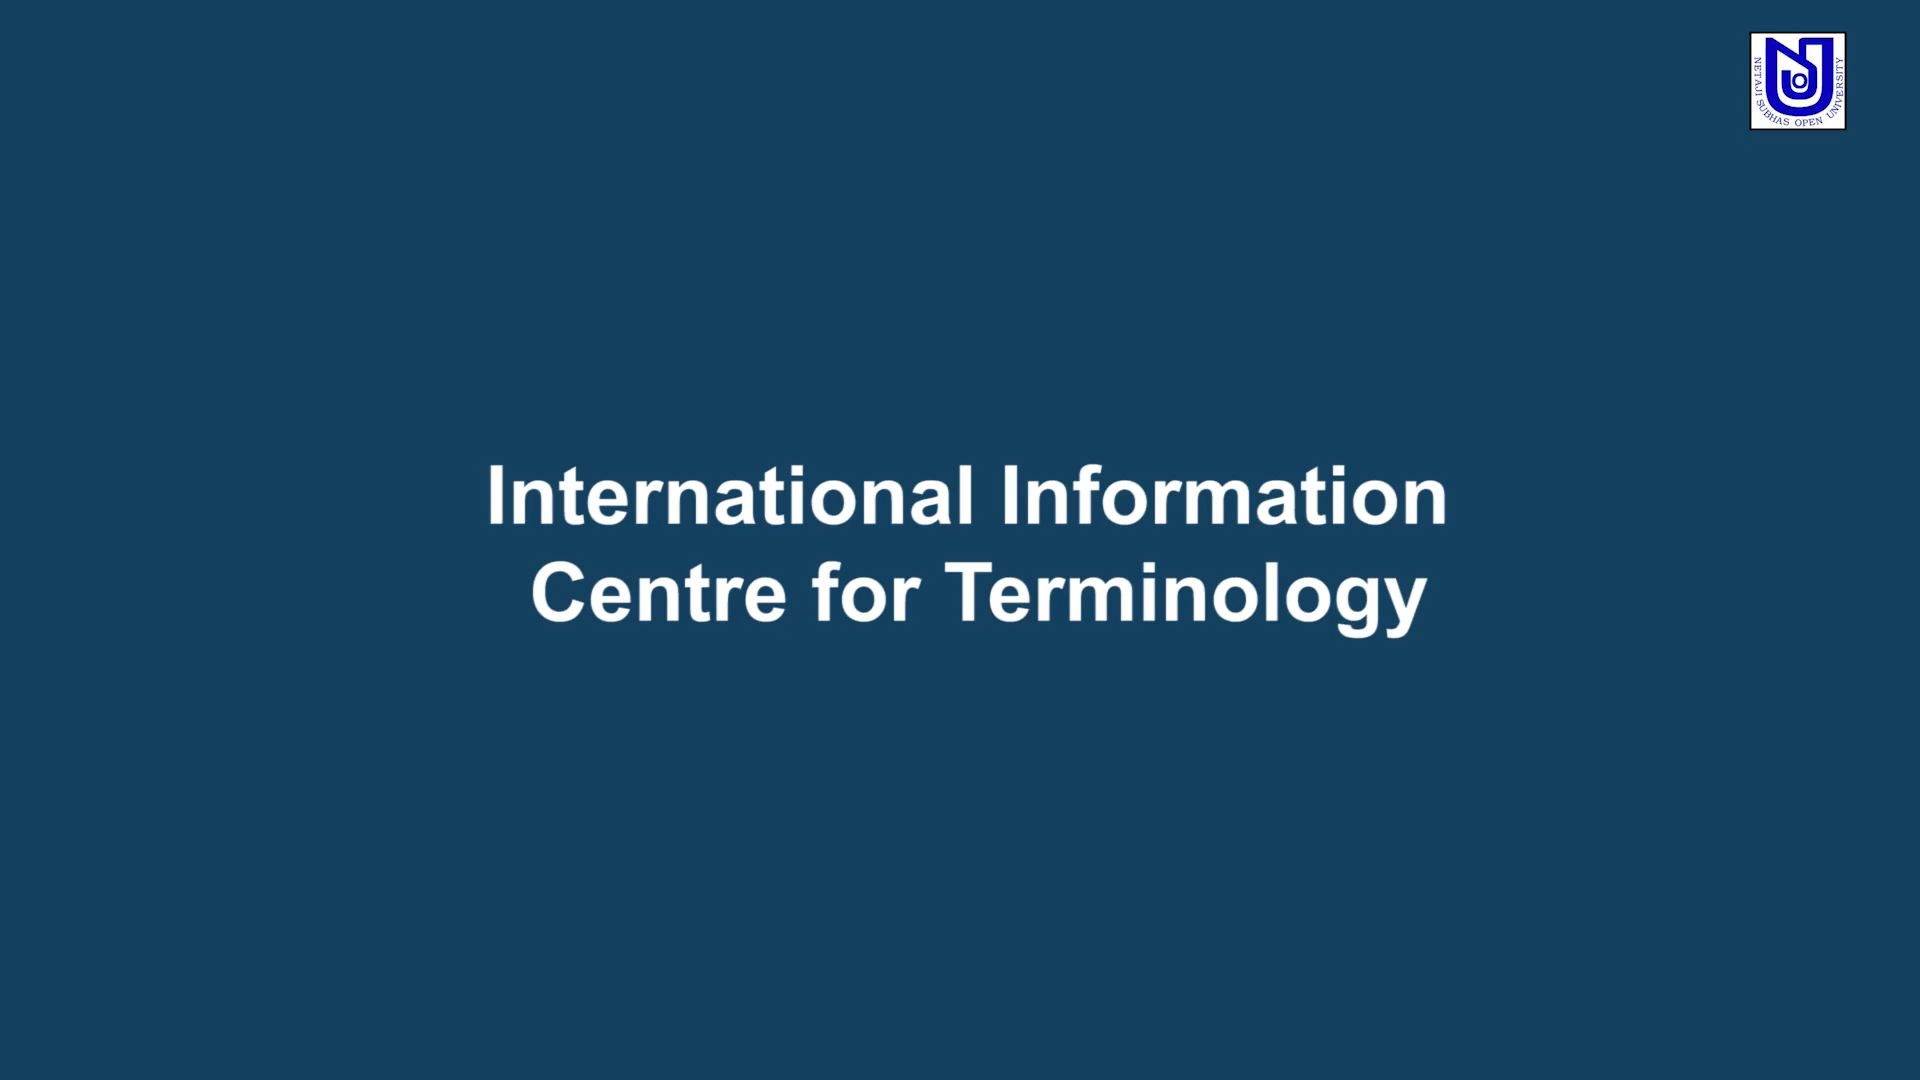 NETAJI SUBHAS OPEN UNIVERSITY
International Information
Centre for Terminology